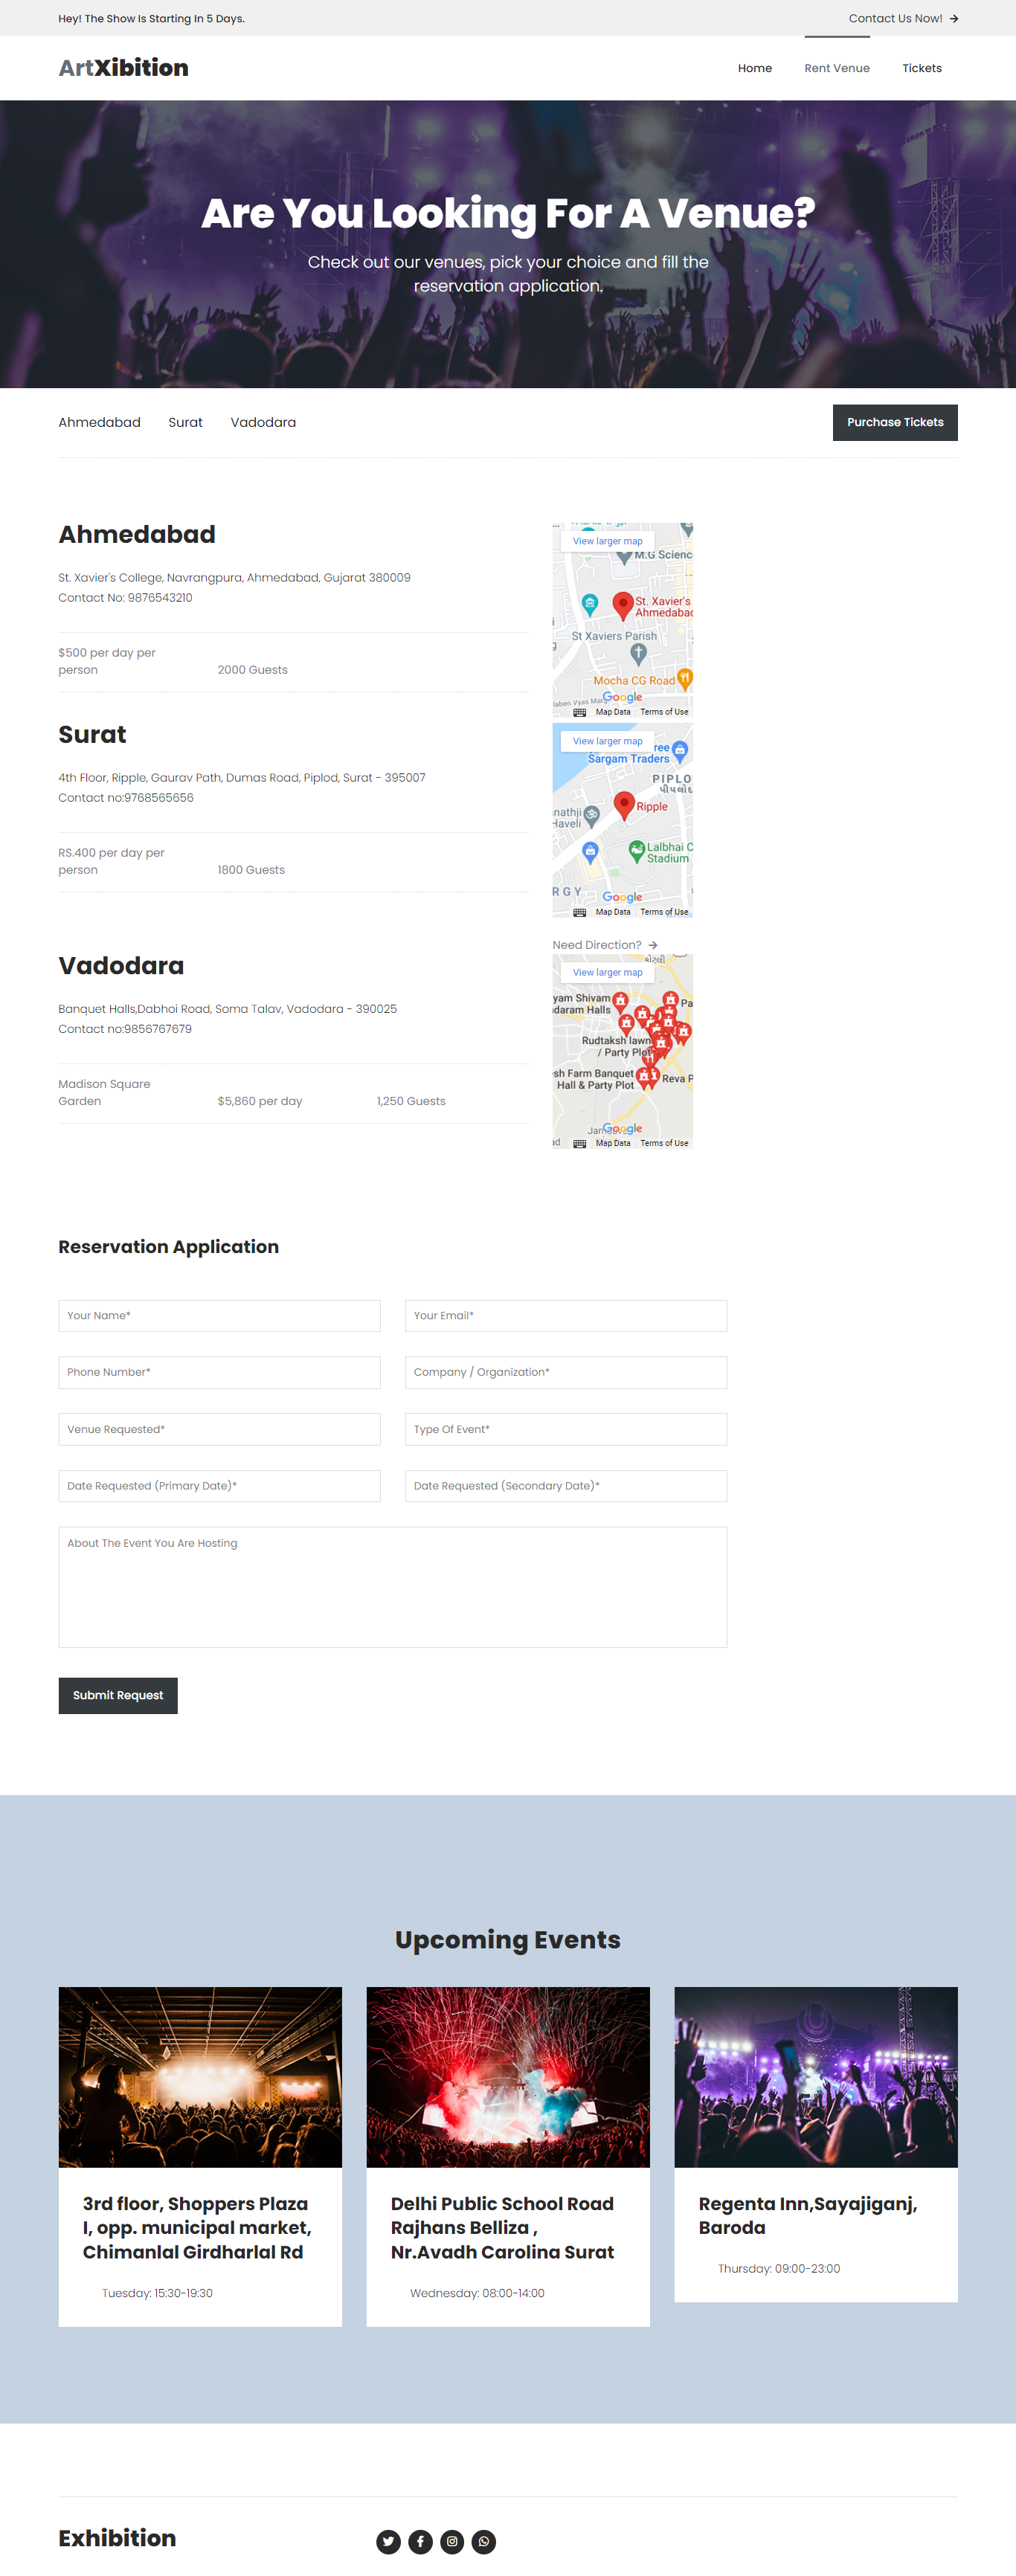 Hey! The Show Is Starting In 5 Days.
Contact Us Now!
ArtXibition
Home
Rent Venue
Tickets
Are You Looking For A Venue?
Check out our venues, pick your choice and fill the
reservation application.
Ahmedabad
Surat
Vadodara
Purchase Tickets
Ahmedabad
St. Xavier's College, Navrangpura, Ahmedabad, Gujarat 380009
Contact No: 9876543210
$500 per day per
person
2000 Guests
View larger map
M.G Scienc
St. Xavier's
Ahmedabad
St Xaviers Parish
Mocha CG Road
Google
Map Data
Terms of Use
Surat
4th Floor, Ripple, Gaurav Path, Dumas Road, Piplod, Surat - 395007
Contact no:9768565656
RS.400 per day per
person
1800 Guests
View larger map
ree
Sargam Traders
PIPLO
Ripple
nathji
Haveli
Lalbhai C
Stadium
RGY
Google
Map Data
Terms of Use
Need Direction?
Vadodara
Banquet Halls,Dabhoi Road, Soma Talav, Vadodara - 390025
Contact no:9856767679
Madison Square
Garden
$5,860 per day
1,250 Guests
View larger map
yam Shivam
daram Halls
Pa
Rudtaksh lawn
/ Party Plot
sh Farm Banquet
Hall & Party Plot
Reva P
Google
Map Data
Terms of Use
Reservation Application
Your Name*
Your Email*
Phone Number*
Company / Organization*
Venue Requested*
Type Of Event*
Date Requested (Primary Date)*
Date Requested (Secondary Date)*
About The Event You Are Hosting
Submit Request
Upcoming Events
3rd floor, Shoppers Plaza
I, opp. municipal market,
Chimanlal Girdharlal Rd
Tuesday: 15:30-19:30
Delhi Public School Road
Rajhans Belliza ,
Nr.Avadh Carolina Surat
Wednesday: 08:00-14:00
Regenta Inn,Sayajiganj,
Baroda
Thursday: 09:00-23:00
Exhibition